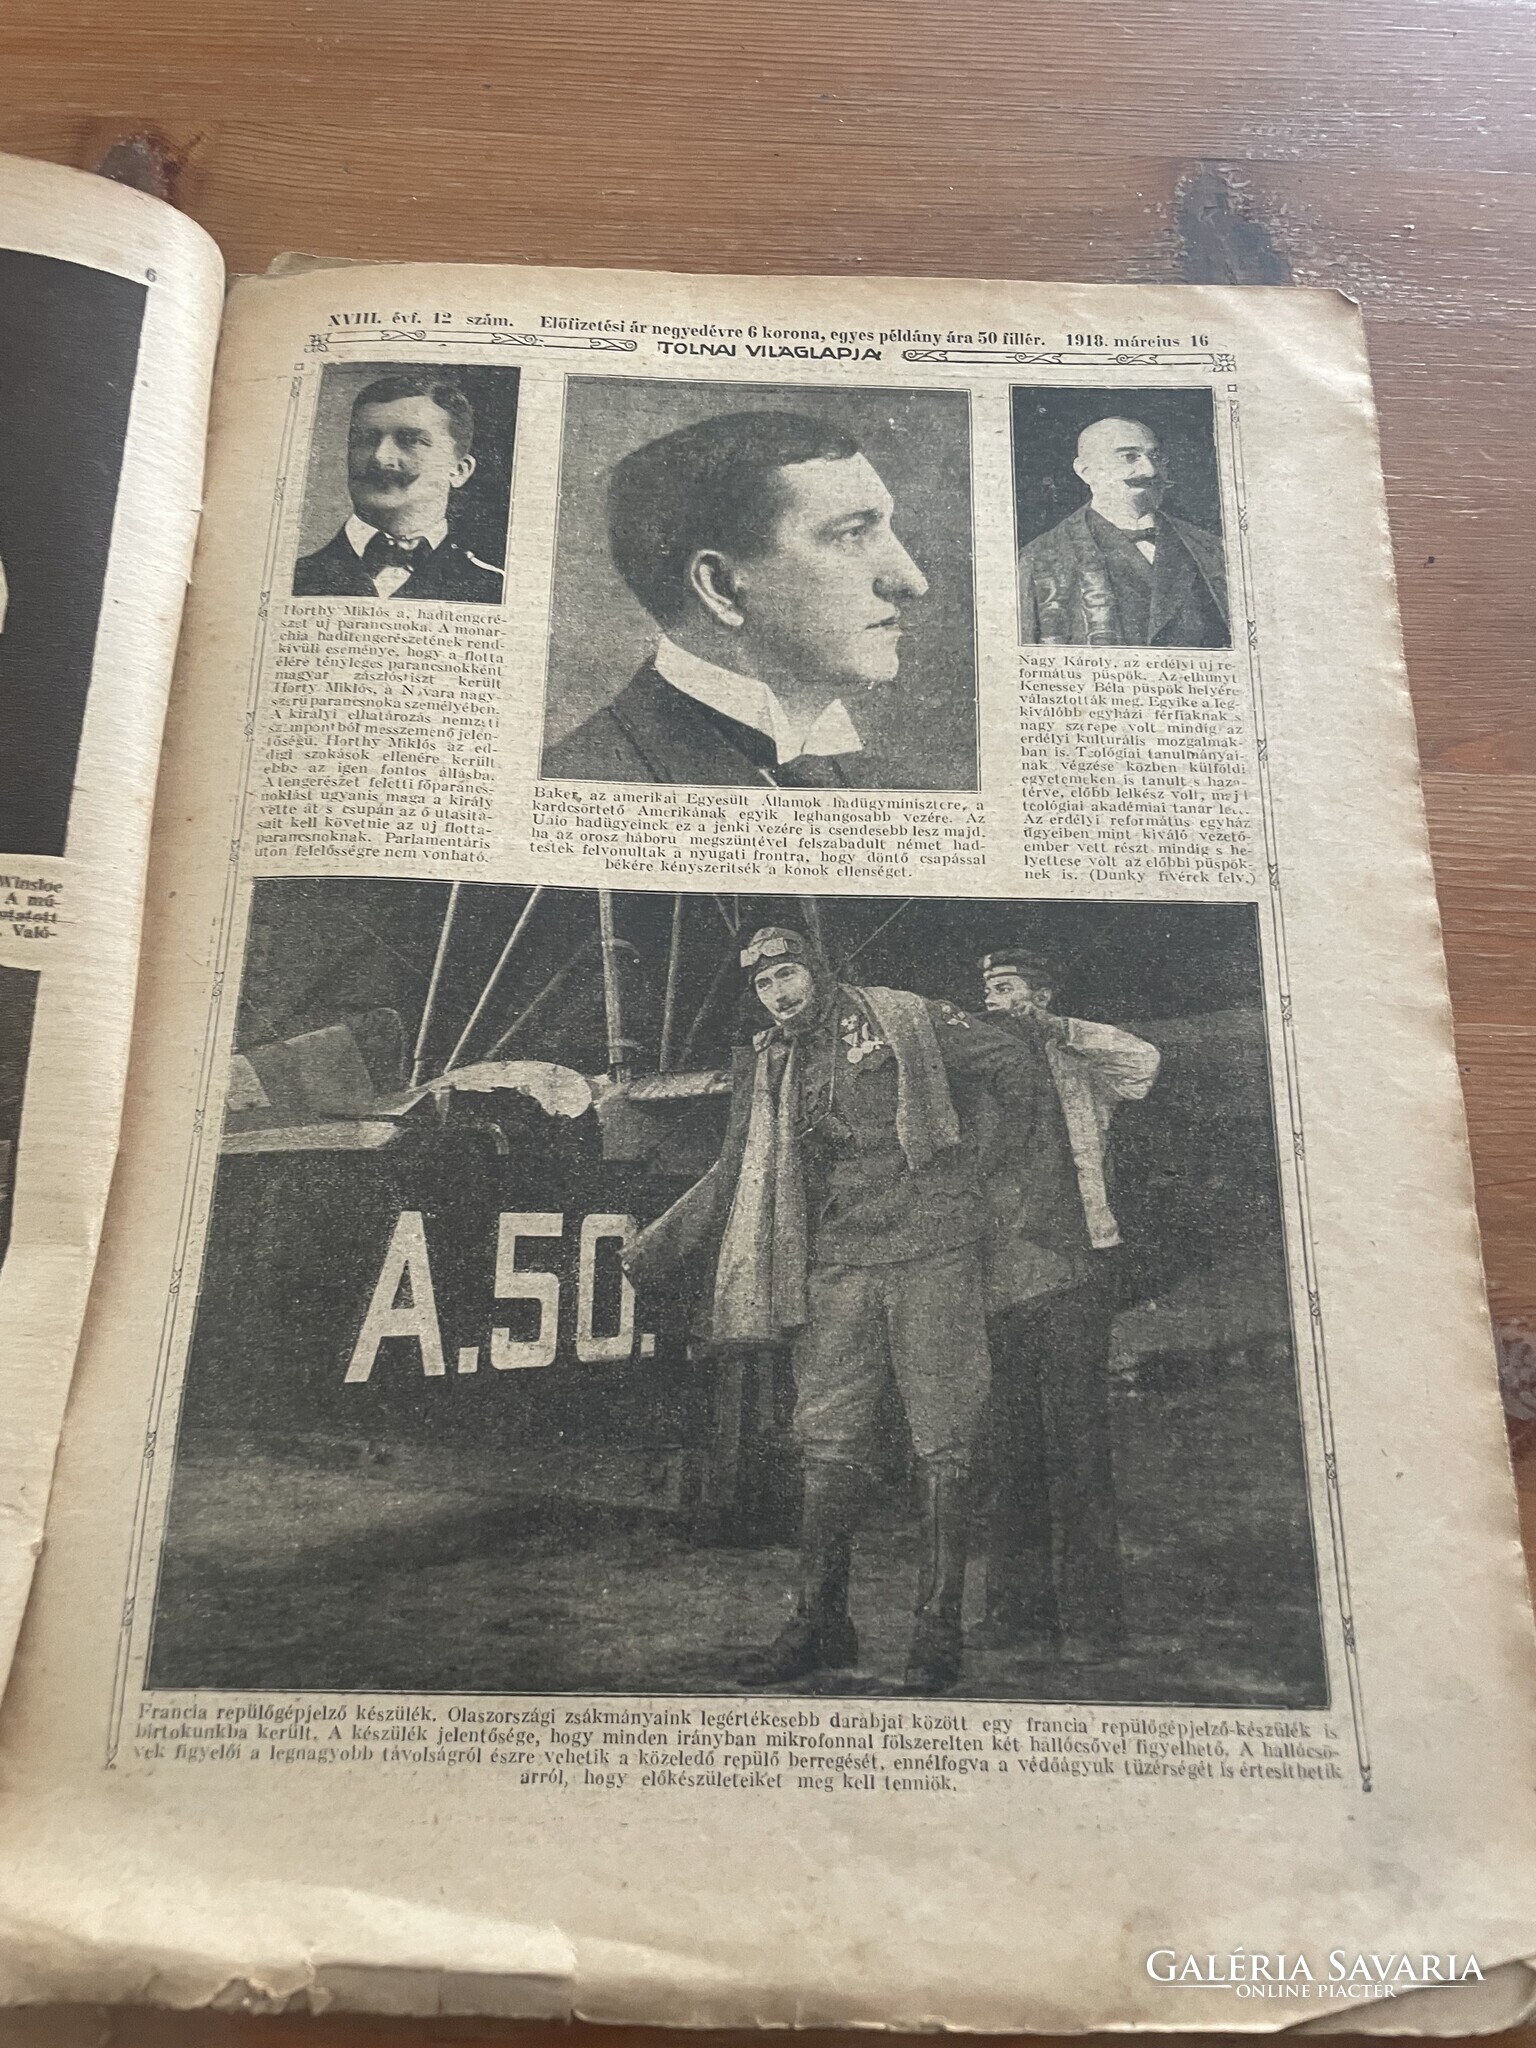 6
Winsloe
A mű-
Való-
XVIII. évf. 12 szám. Előfizetési ár negyedévre 6 korona, egyes példány ára 50 fillér. 1918. március 16
TOLNAI VILÁGLAPJA
Horthy Miklós a, haditengeré-
szet uj parancsnoka. A monar-
chia haditengerészetének rend-
kívüli eseménye, hogy a flotta
élére tényleges parancsnokként
magyar zászlóstiszt került
Horty Miklós, a Novara nagy-
szerű parancsnoka személyében.
A királyi elhatározás nemzeti
szempontból messzemenő jelen-
tőségü. Horthy Miklós az ed-
digi szokások ellenére került
ebbe az igen fontos állásba.
A tengerészet feletti főparancs-
nokságot ugyanis maga a király
vette át s csupán az ő utasítá-
sait kell követnie az uj flotta-
parancsnoknak. Parlamentáris
uton felelősségre nem vonható.
Baker, az amerikai Egyesült Államok hadügyminisztere, a
kardcsörtető Amerikának egyik leghangosabb vezére. Az
Unio hadügyeinek ez a jenki vezére is csendesebb lesz majd,
ha az orosz háboru megszüntével felszabadult német had-
testek felvonultak a nyugati frontra, hogy döntő csapással
békére kényszeritsék a konok ellenséget.
Nagy Károly, az erdélyi uj re-
formátus püspök. Az elhunyt
Kenessey Béla püspök helyére
választották meg. Egyike a leg-
kiválóbb egyházi férfiaknak s
nagy szerepe volt mindig az
erdélyi kulturális mozgalmak-
ban is. Teológiai tanulmányai-
nak végzése közben külföldi
egyetemeken is tanult s haza-
térve, előbb lelkész volt, majd
teológiai akadémiai tanár
Az erdélyi református egyház
ügyeiben mint kiváló vezető-
ember vett részt mindig s he-
lyettese volt az előbbi püspök-
nek is. (Dunky fivérek felv.)
A.50.
Francia repülőgépjelző készülék. Olaszországi zsákmányaink legértékesebb darabjai között egy francia repülőgépjelző-készülék is
birtokunkba került. A készülék jelentősége, hogy minden irányban mikrofonnal fölszerelten két hallócsővel figyelhető. A hallócsö-
vek figyelői a legnagyobb távolságról észre vehetik a közeledő repülő berregését, ennélfogva a védőágyuk tüzérségét is értesithetik
arról, hogy előkészületeiket meg kell tenniök.
GALÉRIA SAVARIA
ONLINE PIACTÉR